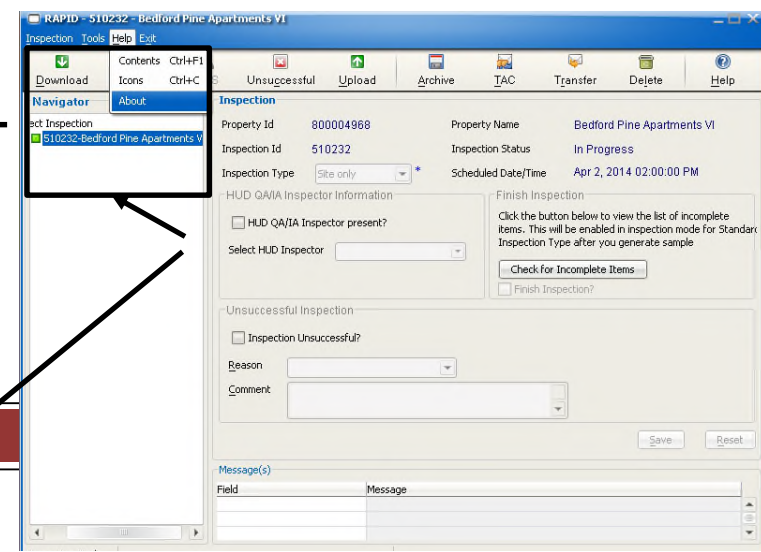 RAPID - 510232 - Bedford Pine Apartments VI
Inspection Tools Help Exit
Contents Ctrl+F1
Icons Ctrl+C
About
Download S Unsuccessful Upload Archive TAC Transfer Delete Help
Navigator
ect Inspection
510232-Bedford Pine Apartments V
Inspection
Property Id 800004968 Property Name Bedford Pine Apartments VI
Inspection Id 510232 Inspection Status In Progress
Inspection Type Site only * Scheduled Date/Time Apr 2, 2014 02:00:00 PM
HUD QA/IA Inspector Information
HUD QA/IA Inspector present?
Select HUD Inspector
Finish Inspection
Click the button below to view the list of incomplete
items. This will be enabled in inspection mode for Standard
Inspection Type after you generate sample
Check for Incomplete Items
Finish Inspection?
Unsuccessful Inspection
Inspection Unsuccessful?
Reason
Comment
Save Reset
Message(s)
Field Message